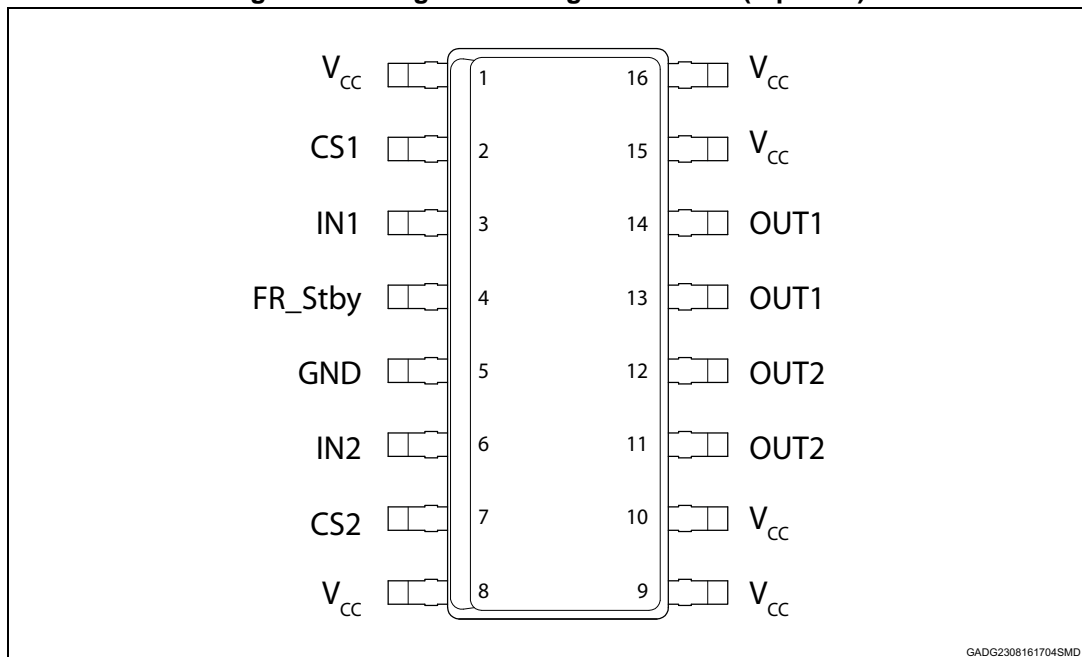 V_CC 1 16 V_CC
CS1 2 15 V_CC
IN1 3 14 OUT1
FR_Stby 4 13 OUT1
GND 5 12 OUT2
IN2 6 11 OUT2
CS2 7 10 V_CC
V_CC 8 9 V_CC
GADG2308161704SMD